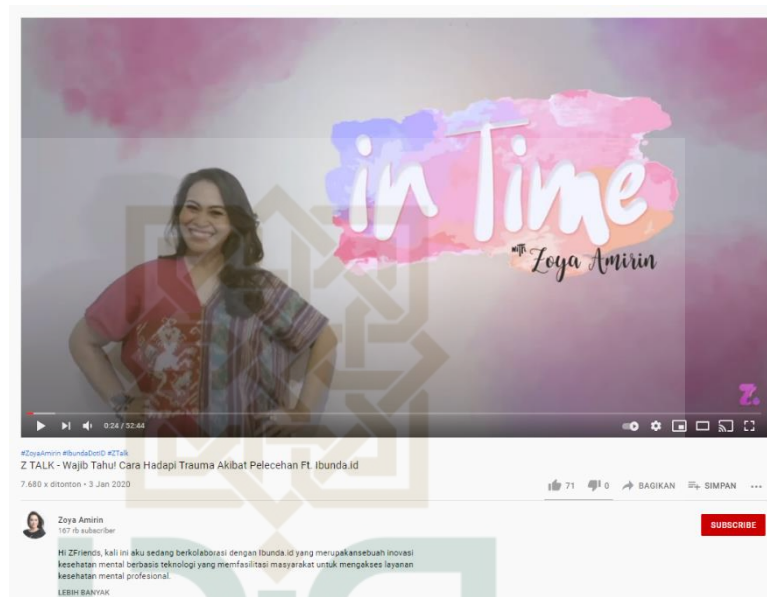 in Time
with Zoya Amirin
Z.
0:24 / 52:44
#ZoyaAmirin #IbundaDotID #ZTalk
Z TALK - Wajib Tahu! Cara Hadapi Trauma Akibat Pelecehan Ft. Ibunda.id
7.680 x ditonton • 3 Jan 2020
71 0 BAGIKAN SIMPAN ...
Zoya Amirin
167 rb subscriber
SUBSCRIBE
Hi ZFriends, kali ini aku sedang berkolaborasi dengan Ibunda.id yang merupakansebuah inovasi
kesehatan mental berbasis teknologi yang memfasilitasi masyarakat untuk mengakses layanan
kesehatan mental profesional.
LEBIH BANYAK